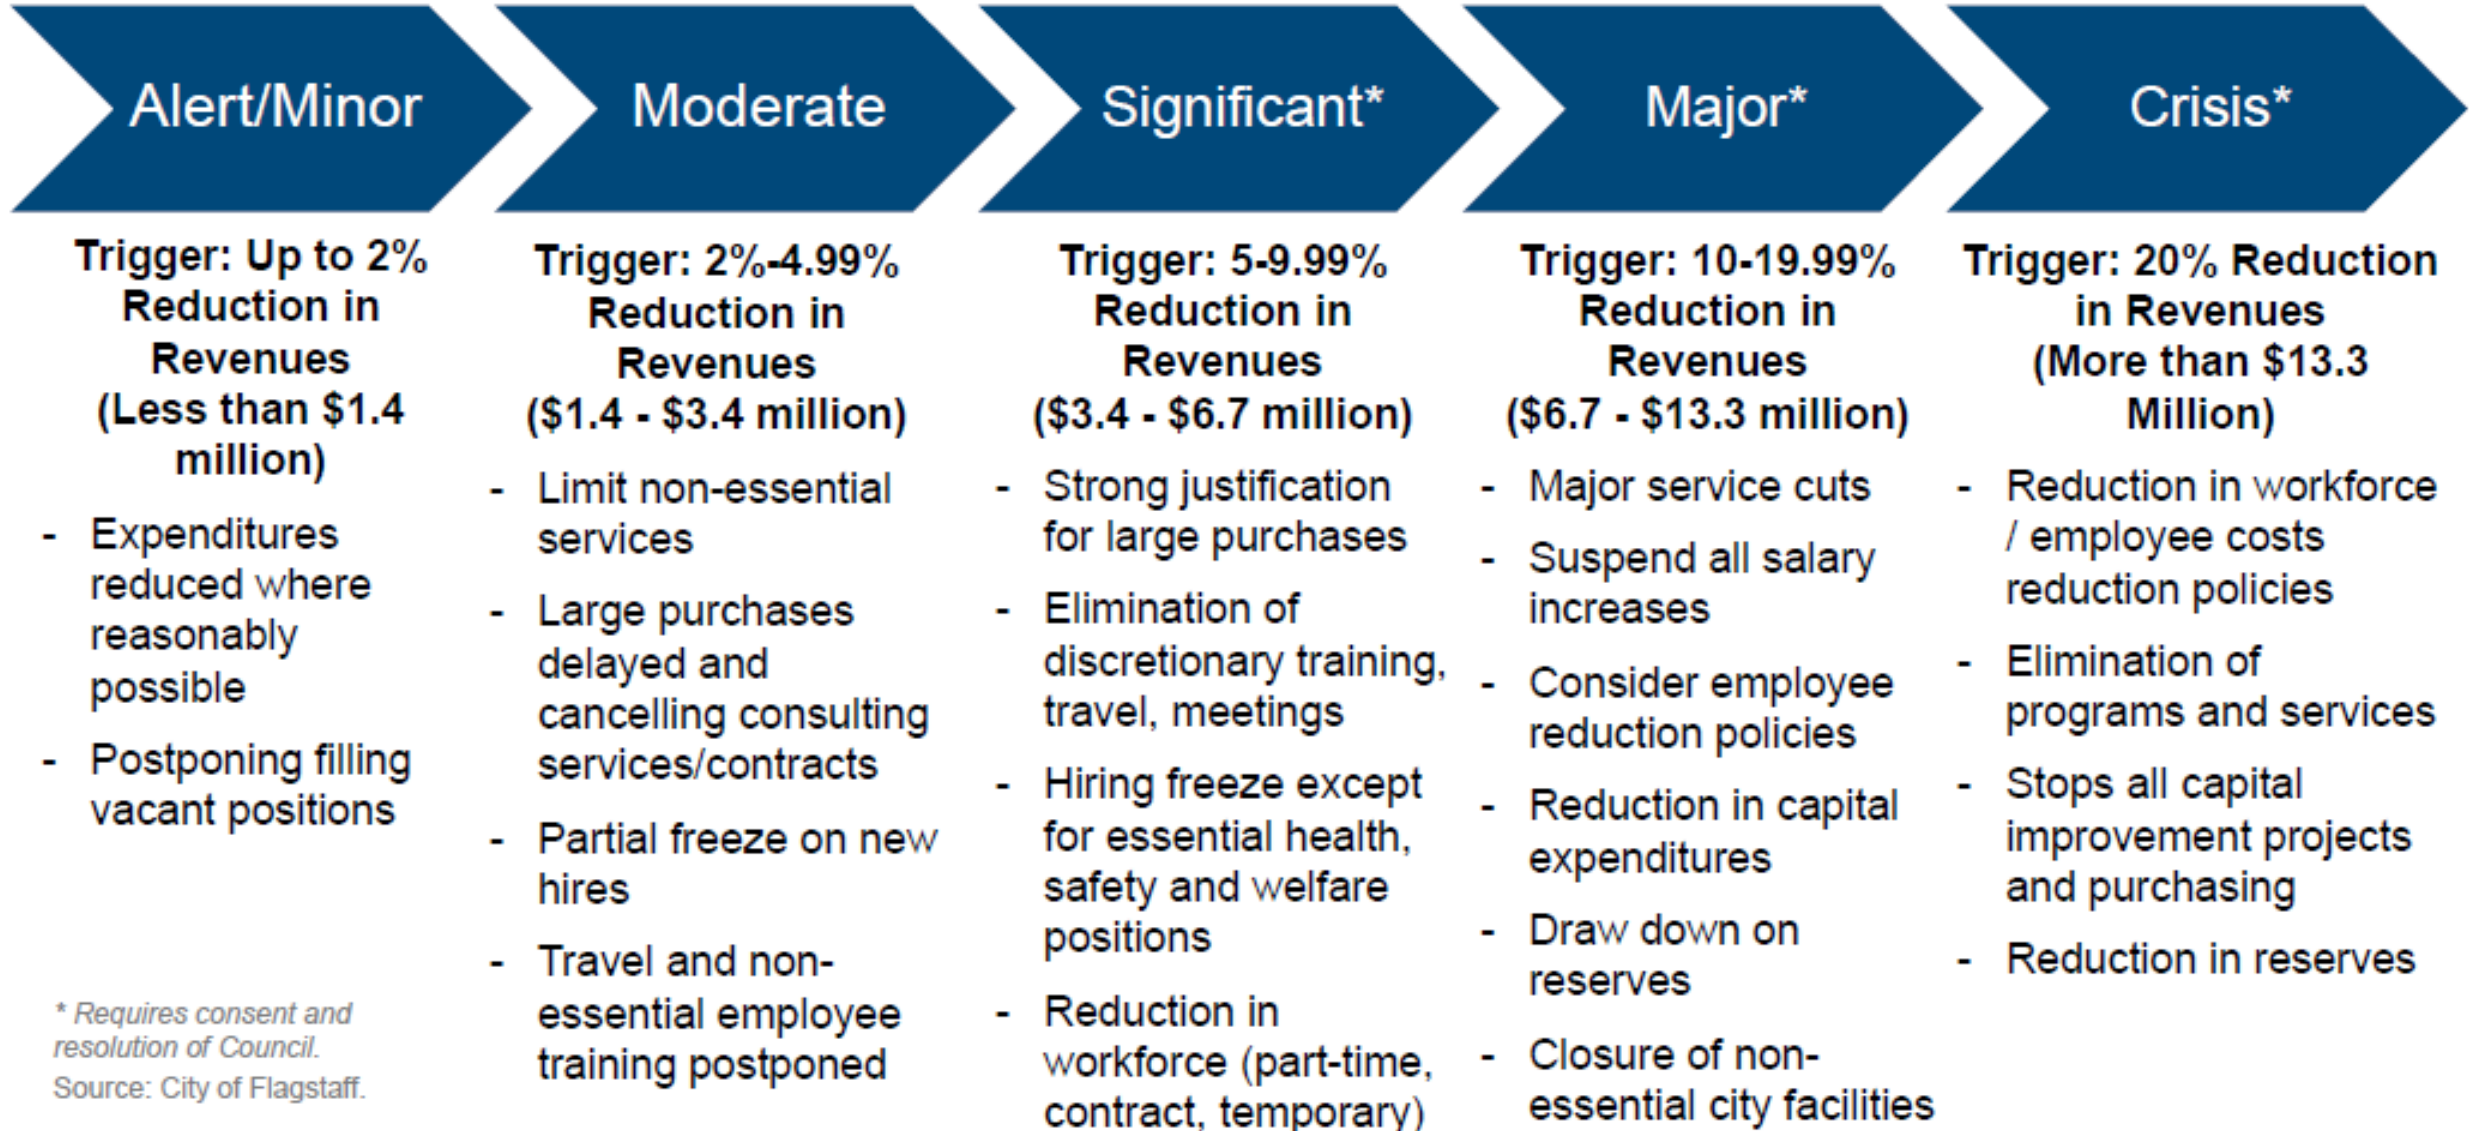 Alert/Minor
Moderate
Significant*
Major*
Crisis*
Trigger: Up to 2%
Reduction in
Revenues
(Less than $1.4
million)
- Expenditures
reduced where
reasonably
possible
- Postponing filling
vacant positions
* Requires consent and
resolution of Council.
Source: City of Flagstaff.
Trigger: 2%-4.99%
Reduction in
Revenues
($1.4 - $3.4 million)
- Limit non-essential
services
- Large purchases
delayed and
cancelling consulting
services/contracts
- Partial freeze on new
hires
- Travel and non-
essential employee
training postponed
Trigger: 5-9.99%
Reduction in
Revenues
($3.4 - $6.7 million)
- Strong justification
for large purchases
- Elimination of
discretionary training,
travel, meetings
- Hiring freeze except
for essential health,
safety and welfare
positions
- Reduction in
workforce (part-time,
contract, temporary)
Trigger: 10-19.99%
Reduction in
Revenues
($6.7 - $13.3 million)
- Major service cuts
- Suspend all salary
increases
- Consider employee
reduction policies
- Reduction in capital
expenditures
- Draw down on
reserves
- Closure of non-
essential city facilities
Trigger: 20% Reduction
in Revenues
(More than $13.3
Million)
- Reduction in workforce
/ employee costs
reduction policies
- Elimination of
programs and services
- Stops all capital
improvement projects
and purchasing
- Reduction in reserves